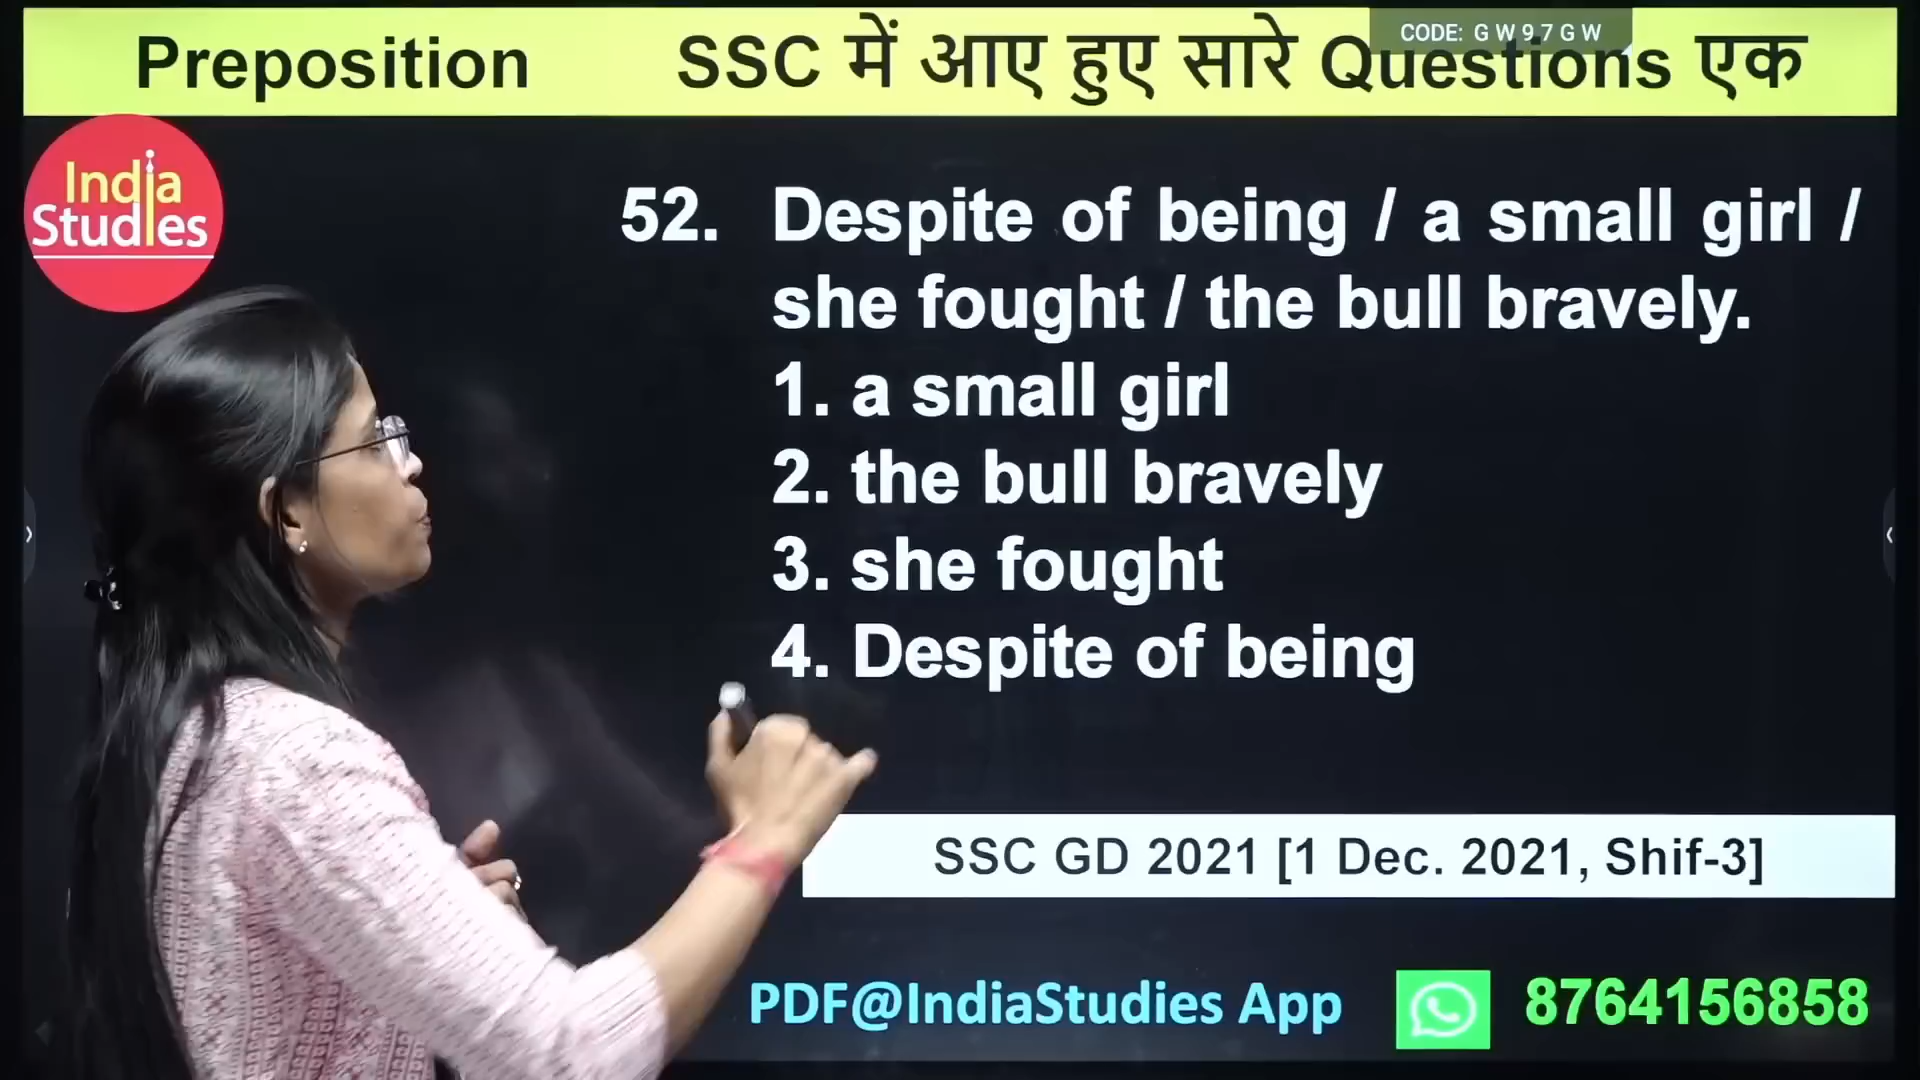 Preposition SSC में आए हुए सारे Questions एक
CODE: G W 9 7 G W
India
Studies
52. Despite of being / a small girl /
she fought / the bull bravely.
1. a small girl
2. the bull bravely
3. she fought
4. Despite of being
SSC GD 2021 [1 Dec. 2021, Shif-3]
PDF@IndiaStudies App 8764156858